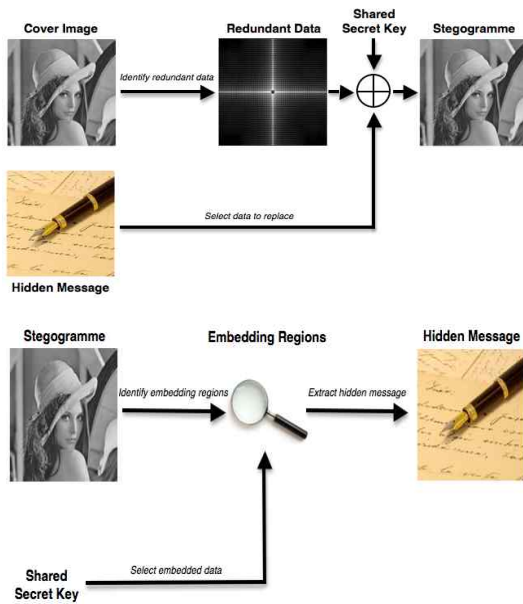 Cover Image
Redundant Data
Shared
Secret Key
Stegogramme
Identify redundant data
Select data to replace
Hidden Message
Stegogramme
Embedding Regions
Hidden Message
Identify embedding regions
Extract hidden message
Select embedded data
Shared
Secret Key